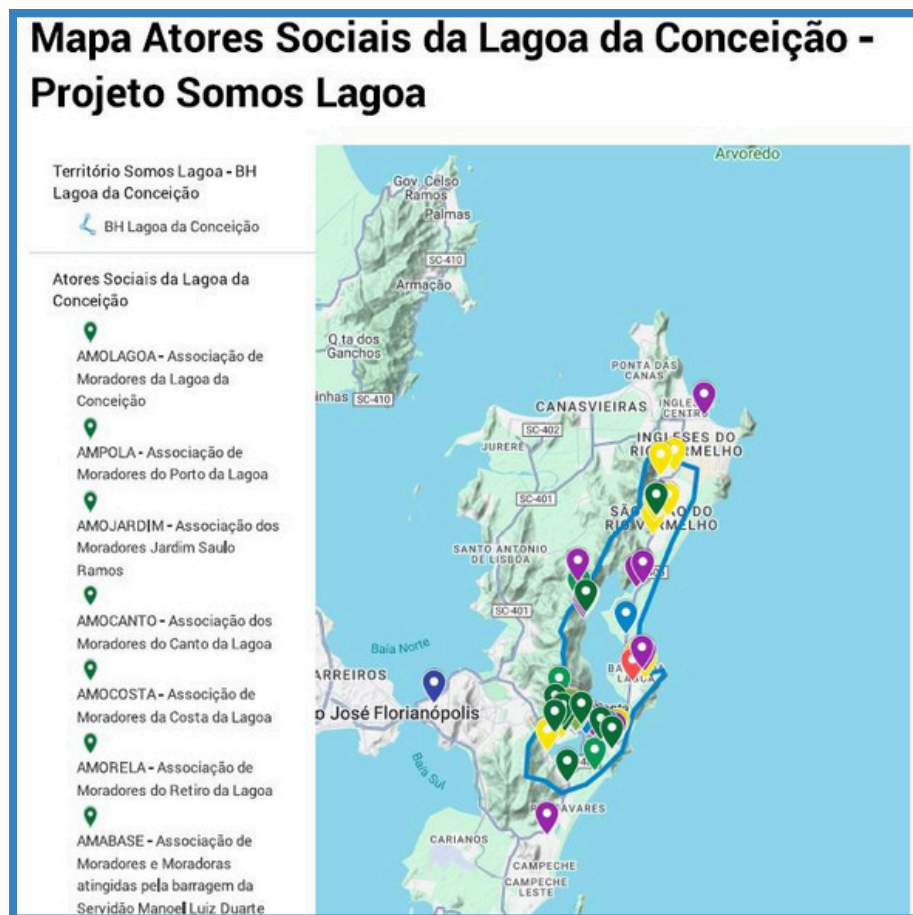 Mapa Atores Sociais da Lagoa da Conceição -
Projeto Somos Lagoa
Território Somos Lagoa - BH
Lagoa da Conceição
BH Lagoa da Conceição
Atores Sociais da Lagoa da
Conceição
AMOLAGOA - Associação de
Moradores da Lagoa da
Conceição
AMPOLA - Associação de
Moradores do Porto da Lagoa
AMOJARDIM - Associação dos
Moradores Jardim Saulo
Ramos
AMOCANTO - Associação dos
Moradores do Canto da Lagoa
AMOCOSTA - Associção de
Moradores da Costa da Lagoa
AMORELA - Associação de
Moradores do Retiro da Lagoa
AMABASE - Associação de
Moradores e Moradoras
atingidas pela barragem da
Servidão Manoel Luiz Duarte
Arvoredo
Gov. Celso
Ramos
Palmas
SC-410
Armação
Q.ta dos
Ganchos
inhas
SC-410
PONTA DAS
CANAS
CANASVIEIRAS
SC-402
JURERÊ
INGLESES DO
SC-401
RIO VERMELHO
SANTO ANTONIO
DE LISBOA
SC-401
Baía Norte
ARREIROS
o José
Florianópolis
Baía Sul
CARIANOS
CAMPECHE
CAMPECHE
LESTE